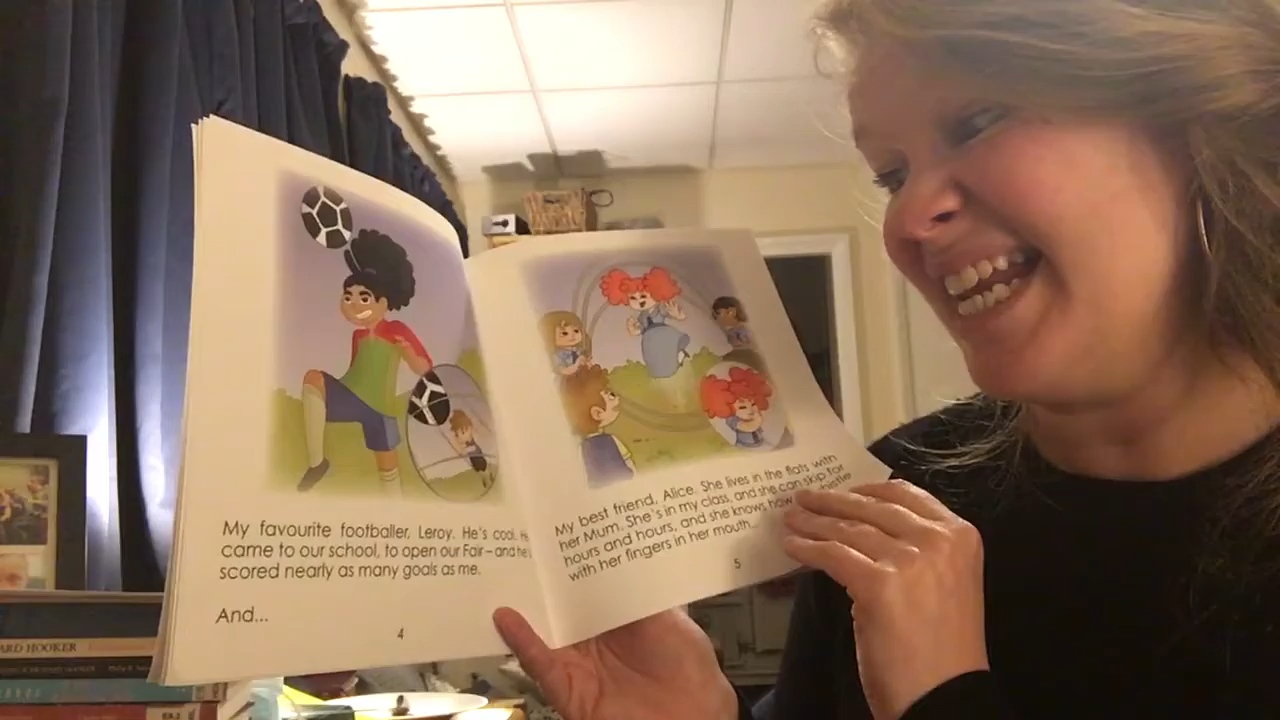 My favourite footballer, Leroy. He's cool. He
came to our school, to open our Fair – and he
scored nearly as many goals as me.
And...
4
My best friend, Alice. She lives in the flats with
her Mum. She's in my class, and she can skip for
hours and hours, and she knows how whistle
with her fingers in her mouth...
5
ARD HOOKER